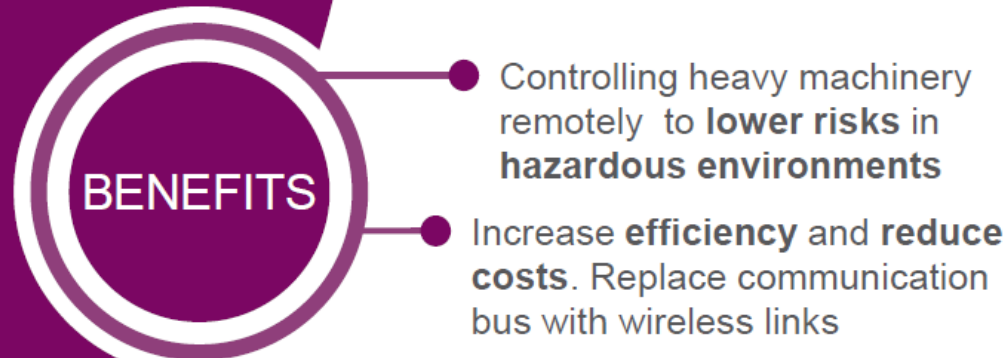 BENEFITS
Controlling heavy machinery
remotely to lower risks in
hazardous environments
Increase efficiency and reduce
costs. Replace communication
bus with wireless links